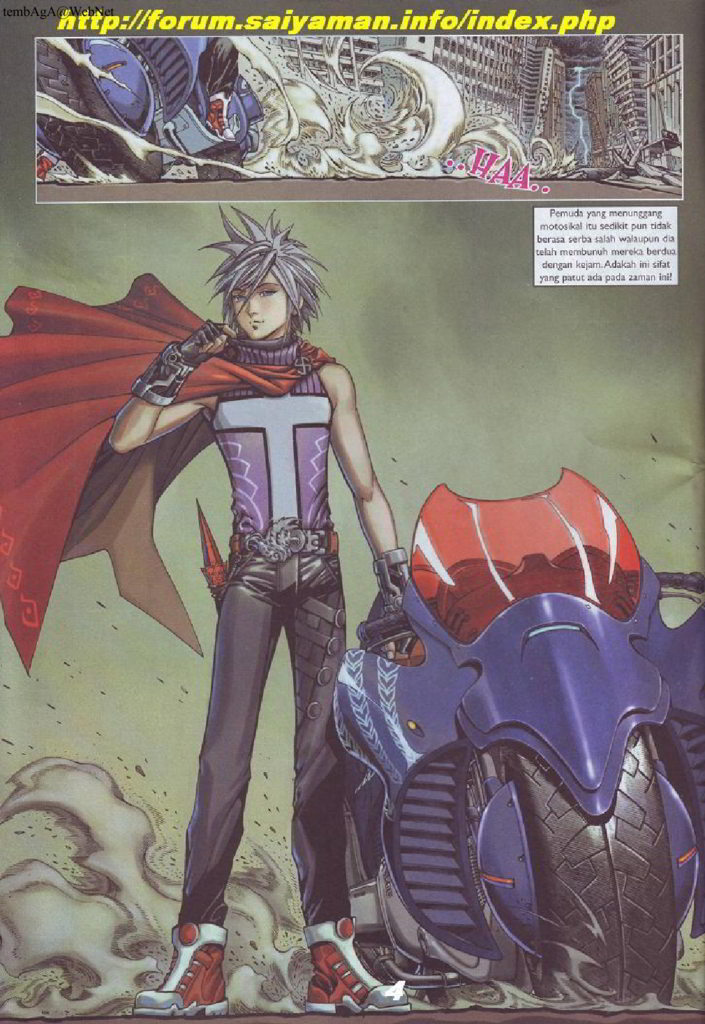 tembAgA@WebNet
http://forum.saiyaman.info/index.php
..HAA..
Pemuda yang menunggang
motosikal itu sedikit pun tidak
berasa serba salah walaupun dia
telah membunuh mereka berdua
dengan kejam. Adakah ini sifat
yang patut ada pada zaman ini!
4